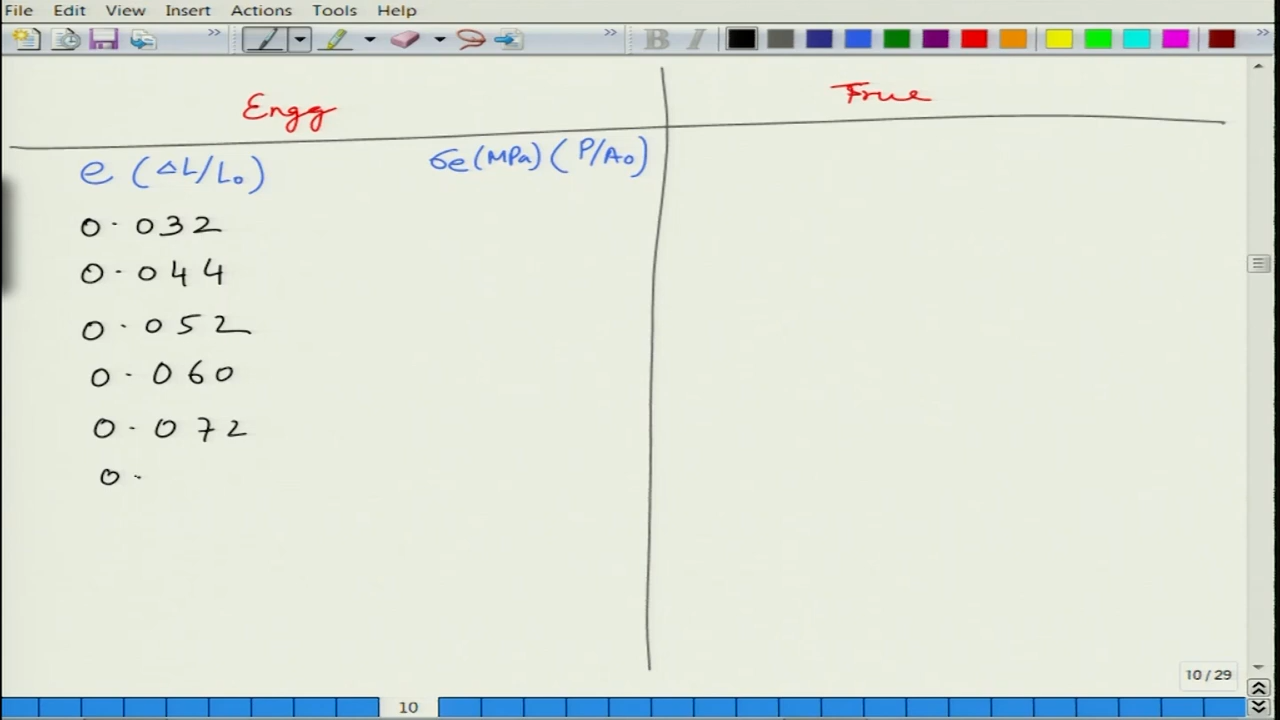 File Edit View Insert Actions Tools Help
B I
Engg True
e (ΔL/L₀) σe (MPa) (P/A₀)
0.032
0.044
0.052
0.060
0.072
0.
10 / 29
10